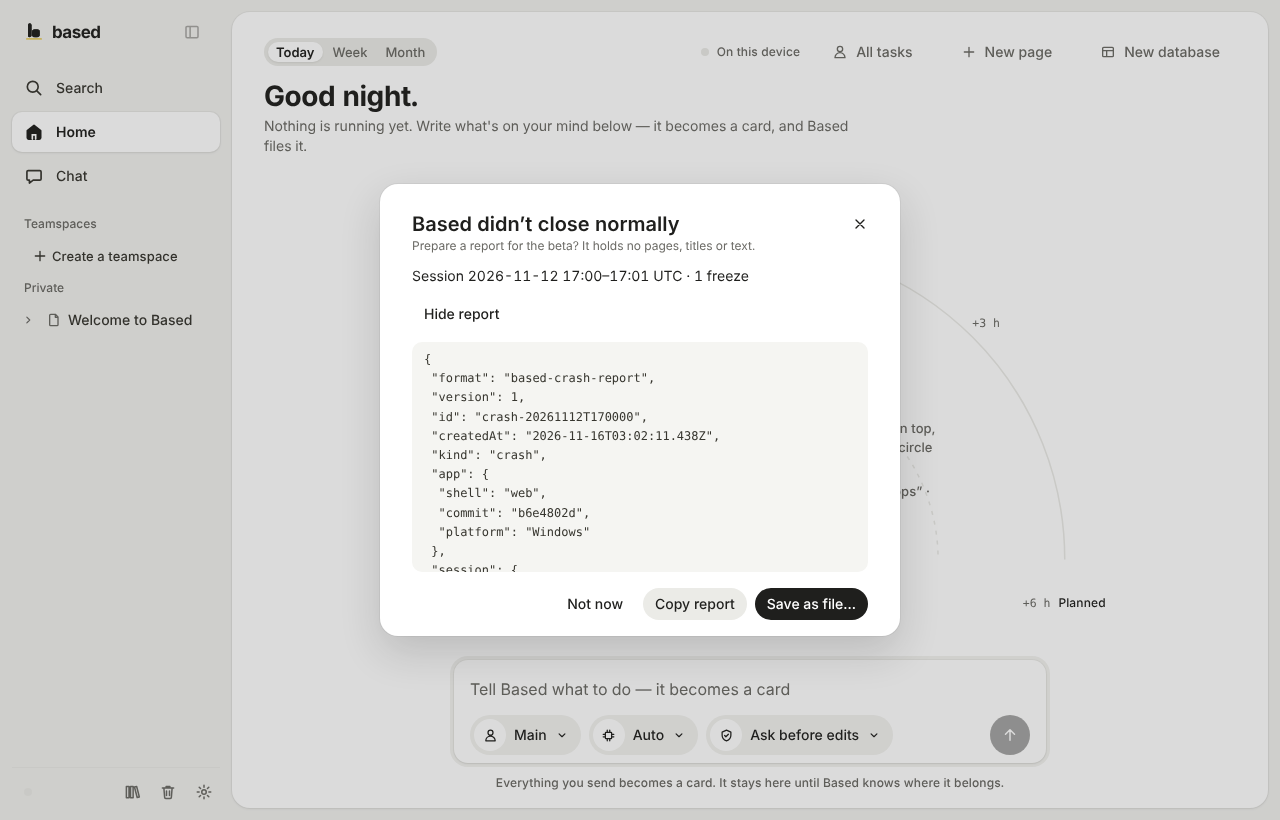 based
Search
Home
Chat
Teamspaces
Create a teamspace
Private
Welcome to Based
Today Week Month
On this device
All tasks
New page
New database
Good night.
Nothing is running yet. Write what's on your mind below — it becomes a card, and Based
files it.
Based didn’t close normally
Prepare a report for the beta? It holds no pages, titles or text.
Session 2026-11-12 17:00–17:01 UTC · 1 freeze
Hide report
{
"format": "based-crash-report",
"version": 1,
"id": "crash-20261112T170000",
"createdAt": "2026-11-16T03:02:11.438Z",
"kind": "crash",
"app": {
"shell": "web",
"commit": "b6e4802d",
"platform": "Windows"
},
"session": {
Not now
Copy report
Save as file…
+3 h
n top,
circle
ps” ·
+6 h Planned
Tell Based what to do — it becomes a card
Main
Auto
Ask before edits
Everything you send becomes a card. It stays here until Based knows where it belongs.